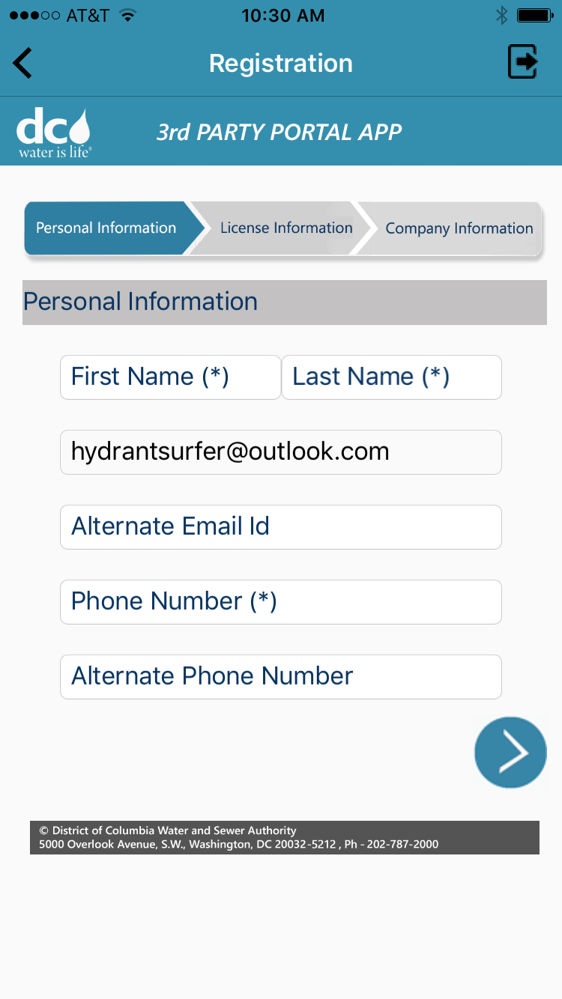 AT&T 10:30 AM
Registration
dc
water is life®
3rd PARTY PORTAL APP
Personal Information License Information Company Information
Personal Information
First Name (*) Last Name (*)
hydrantsurfer@outlook.com
Alternate Email Id
Phone Number (*)
Alternate Phone Number
© District of Columbia Water and Sewer Authority
5000 Overlook Avenue, S.W., Washington, DC 20032-5212 , Ph - 202-787-2000